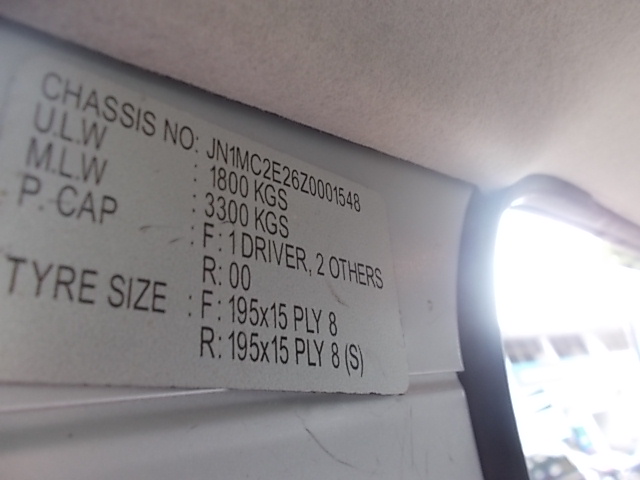 CHASSIS NO: JN1MC2E26Z0001548
U.L.W : 1800 KGS
M.L.W : 3300 KGS
P. CAP : F: 1 DRIVER, 2 OTHERS
R: 00
TYRE SIZE : F: 195x15 PLY 8
R: 195x15 PLY 8 (S)